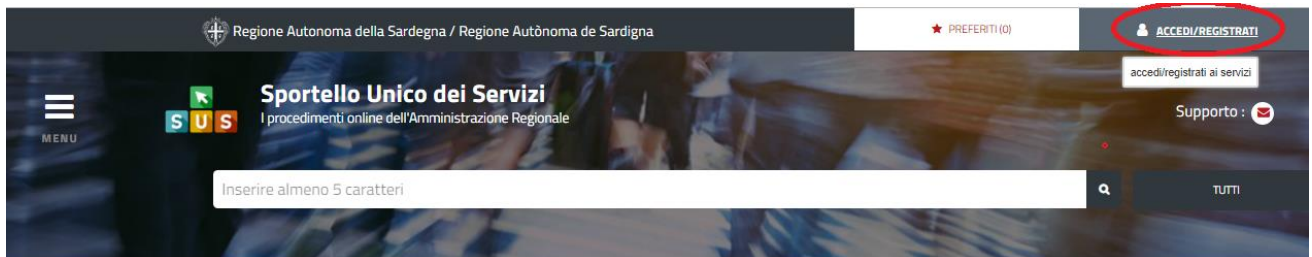 Regione Autonoma della Sardegna / Regione Autònoma de Sardigna
PREFERITI (0)
ACCEDI/REGISTRATI
accedi/registrati ai servizi
MENU
SUS
Sportello Unico dei Servizi
I procedimenti online dell'Amministrazione Regionale
Supporto :
Inserire almeno 5 caratteri
TUTTI